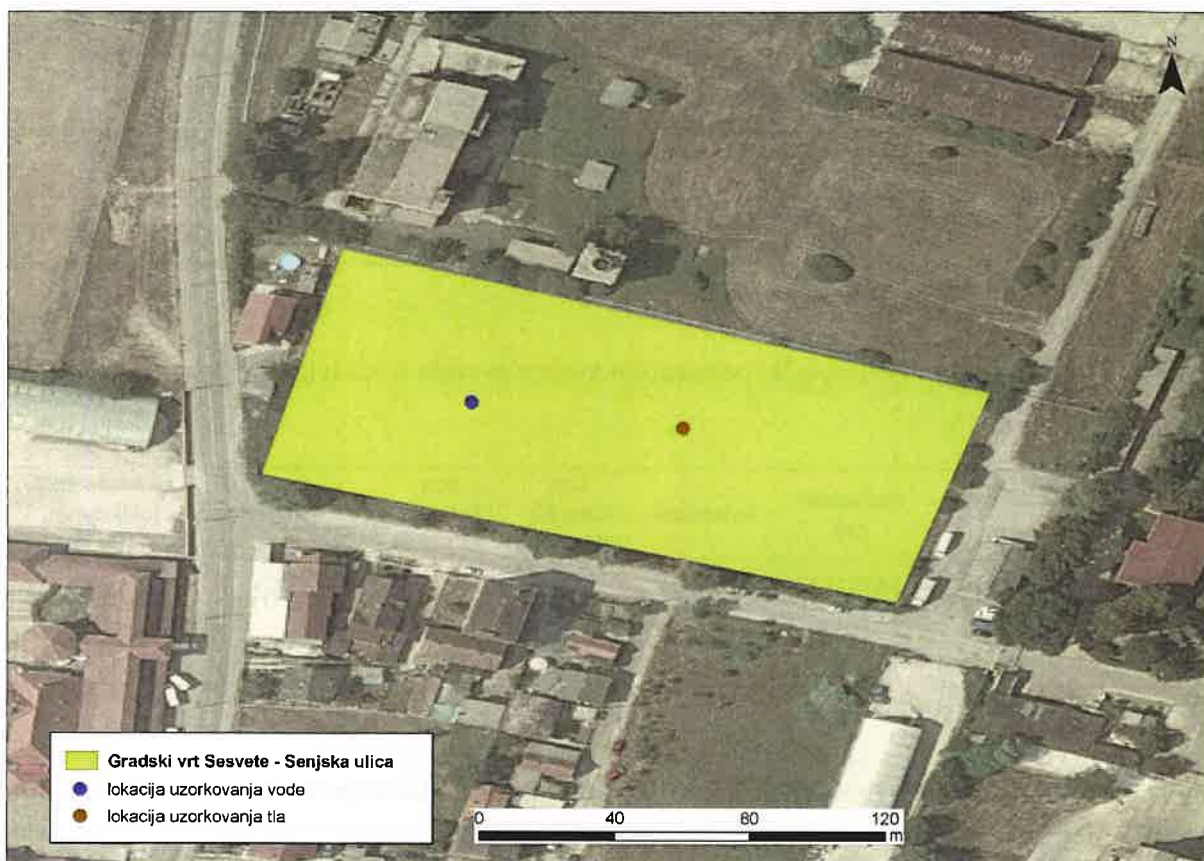 N
Gradski vrt Sesvete - Senjska ulica
lokacija uzorkovanja vode
lokacija uzorkovanja tla
0 40 80 120
m